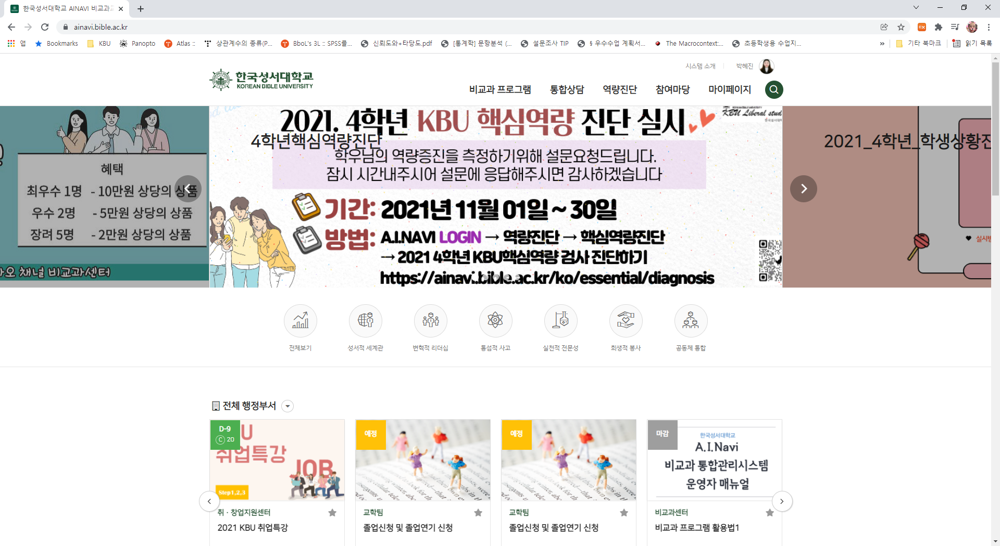 한국성서대학교 AINAVI 비교과
ainavi.bible.ac.kr
앱
Bookmarks
KBU
Panopto
Atlas ::
상관계수의 종류(P...
BboL's 3L :: SPSS를...
신뢰도와+타당도.pdf
[통계학] 문항분석 (...
설문조사 TIP
§ 우수수업 계획서...
The Macrocontext:...
초등학생용 수업지...
»
기타 북마크
읽기 목록
시스템 소개
박혜진
한국성서대학교
KOREAN BIBLE UNIVERSITY
비교과 프로그램
통합상담
역량진단
참여마당
마이페이지
혜택
최우수 1명 - 10만원 상당의 상품
우수 2명 - 5만원 상당의 상품
장려 5명 - 2만원 상당의 상품
채널 비교과센터
2021. 4학년 KBU 핵심역량 진단 실시
KBU Liberal stud
4학년핵심역량진단
학우님의 역량증진을 측정하기위해 설문요청드립니다.
잠시 시간내주시어 설문에 응답해주시면 감사하겠습니다
기간: 2021년 11월 01일 ~ 30일
방법: A.I.NAVI LOGIN → 역량진단 → 핵심역량진단
→ 2021 4학년 KBU핵심역량 검사 진단하기
https://ainavi.bible.ac.kr/ko/essential/diagnosis
2021_4학년_학생상황진
실시방
전체보기
성서적 세계관
변혁적 리더십
통섭적 사고
실천적 전문성
희생적 봉사
공동체 통합
전체 행정부서
D-9
C 20
U
취업특강
JOB
Step1,2,3
취 · 창업지원센터
2021 KBU 취업특강
예정
교학팀
졸업신청 및 졸업연기 신청
예정
교학팀
졸업신청 및 졸업연기 신청
마감
한국성서대학교
A.I.Navi
비교과 통합관리시스템
운영자 매뉴얼
비교과센터
비교과 프로그램 활용법1